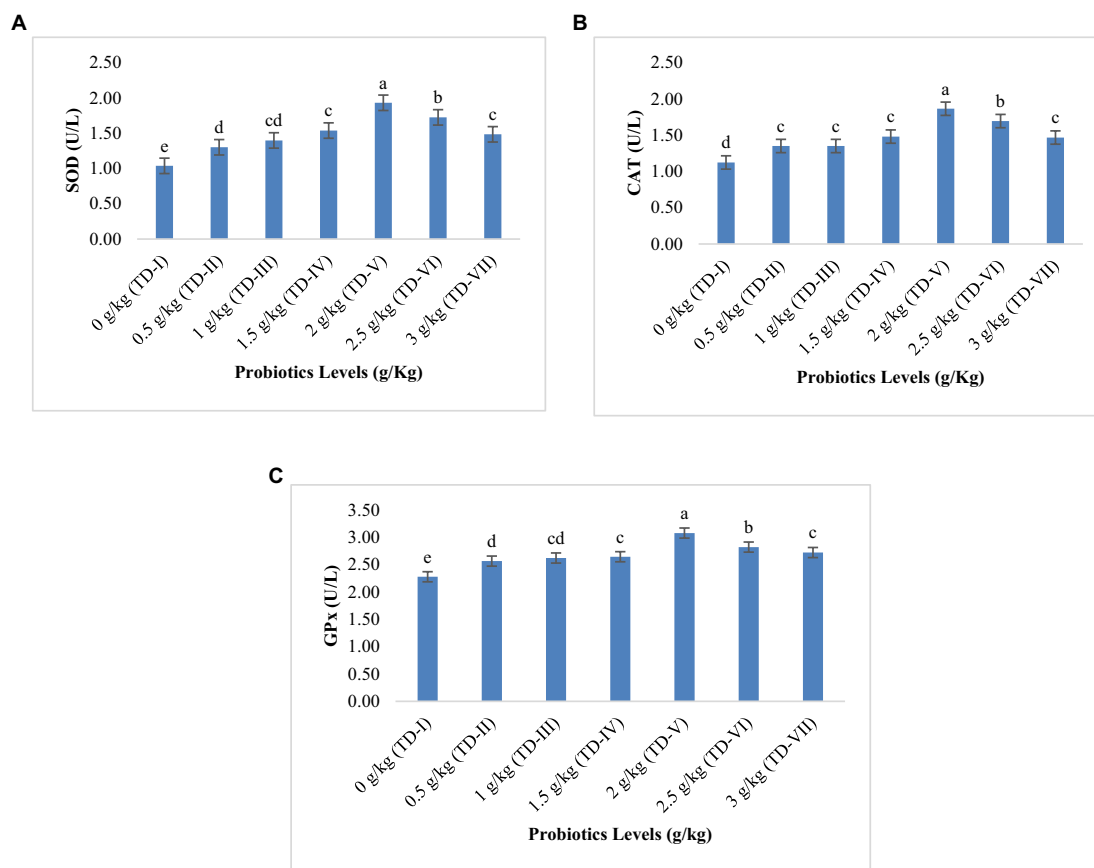 A
2.50
2.00
1.50
1.00
0.50
0.00
SOD (U/L)
e
d
cd
c
a
b
c
0 g/kg (TD-I)
0.5 g/kg (TD-II)
1 g/kg (TD-III)
1.5 g/kg (TD-IV)
2 g/kg (TD-V)
2.5 g/kg (TD-VI)
3 g/kg (TD-VII)
Probiotics Levels (g/Kg)
B
2.50
2.00
1.50
1.00
0.50
0.00
CAT (U/L)
d
c
c
c
a
b
c
0 g/kg (TD-I)
0.5 g/kg (TD-II)
1 g/kg (TD-III)
1.5 g/kg (TD-IV)
2 g/kg (TD-V)
2.5 g/kg (TD-VI)
3 g/kg (TD-VII)
Probiotics Levels (g/Kg)
C
3.50
3.00
2.50
2.00
1.50
1.00
0.50
0.00
GPx (U/L)
e
d
cd
c
a
b
c
0 g/kg (TD-I)
0.5 g/kg (TD-II)
1 g/kg (TD-III)
1.5 g/kg (TD-IV)
2 g/kg (TD-V)
2.5 g/kg (TD-VI)
3 g/kg (TD-VII)
Probiotics Levels (g/kg)